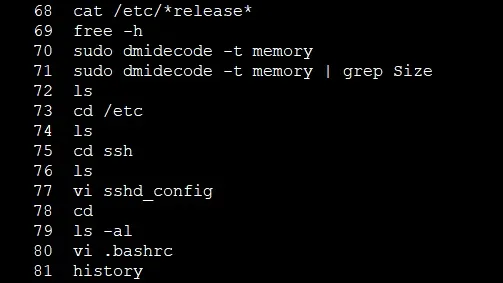 68 cat /etc/*release*
69 free -h
70 sudo dmidecode -t memory
71 sudo dmidecode -t memory | grep Size
72 ls
73 cd /etc
74 ls
75 cd ssh
76 ls
77 vi sshd_config
78 cd
79 ls -al
80 vi .bashrc
81 history